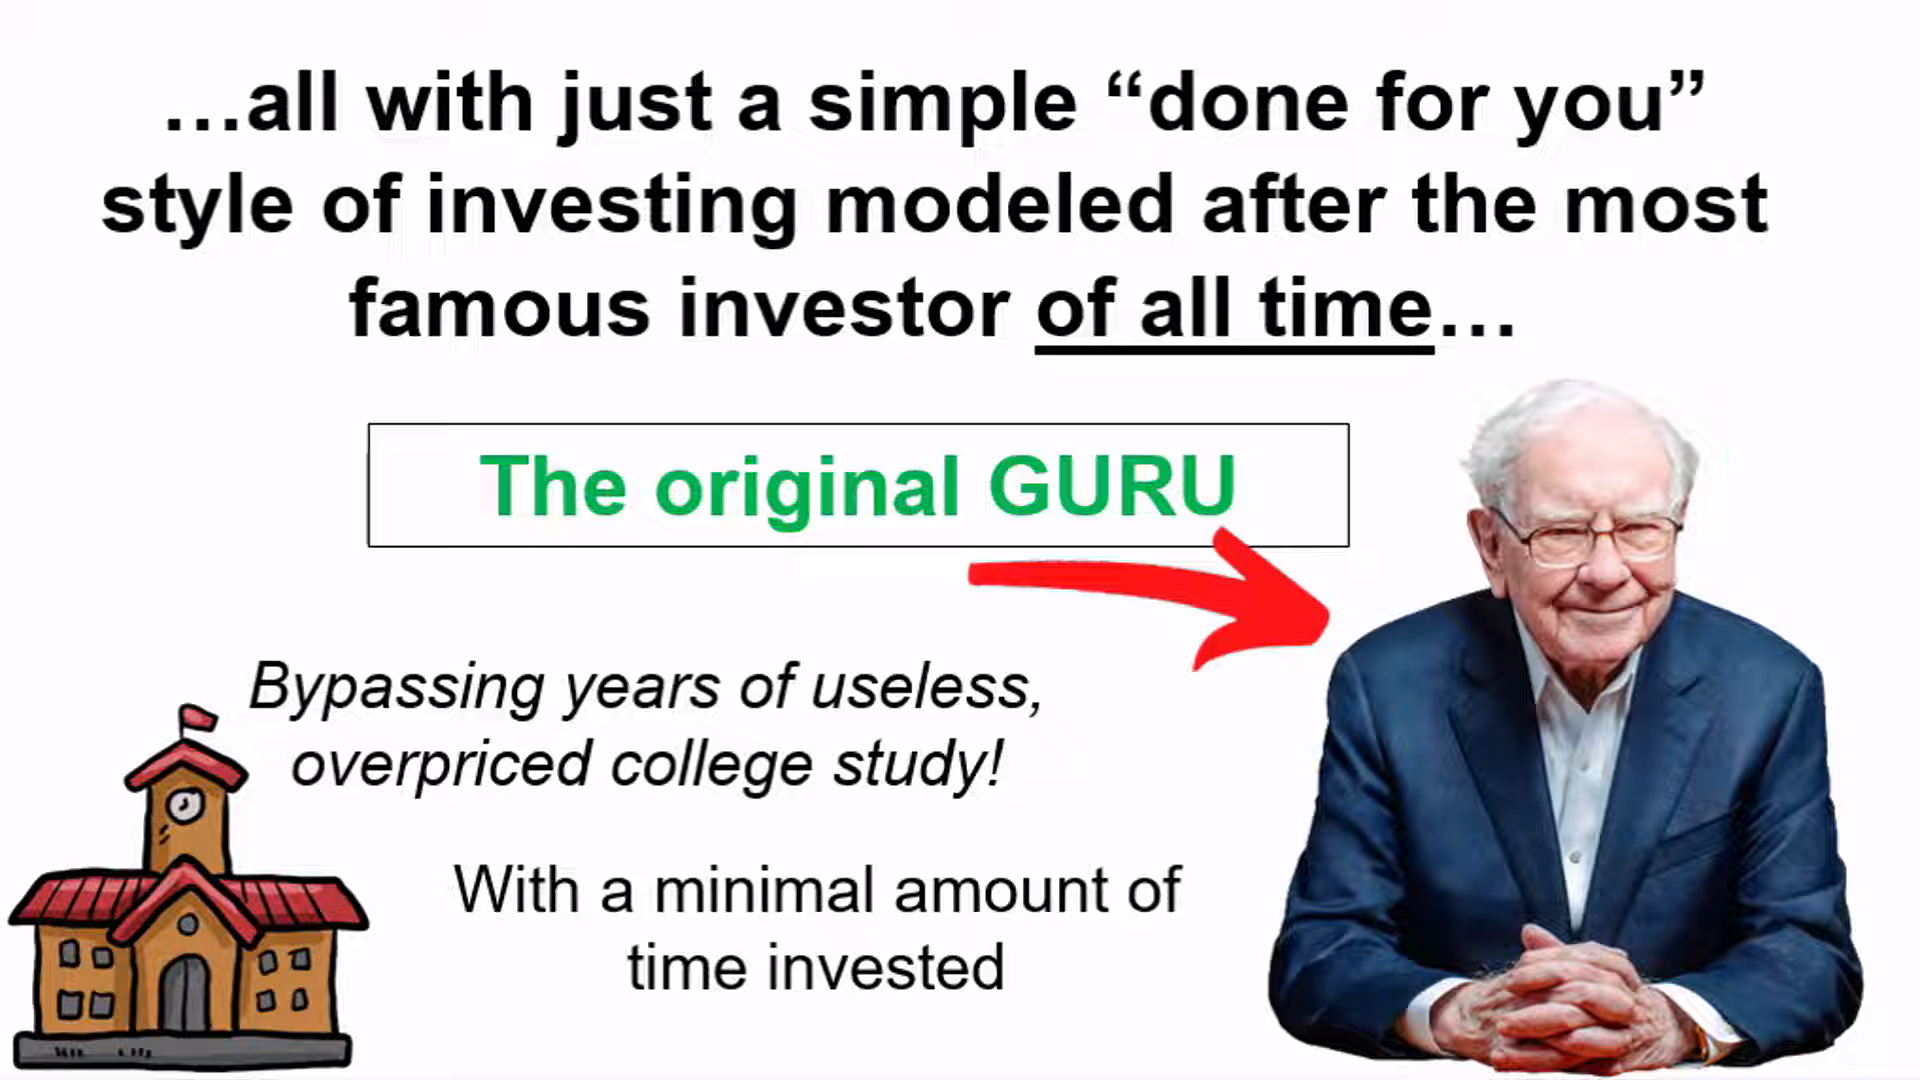 …all with just a simple “done for you”
style of investing modeled after the most
famous investor of all time…
The original GURU
Bypassing years of useless,
overpriced college study!
With a minimal amount of
time invested